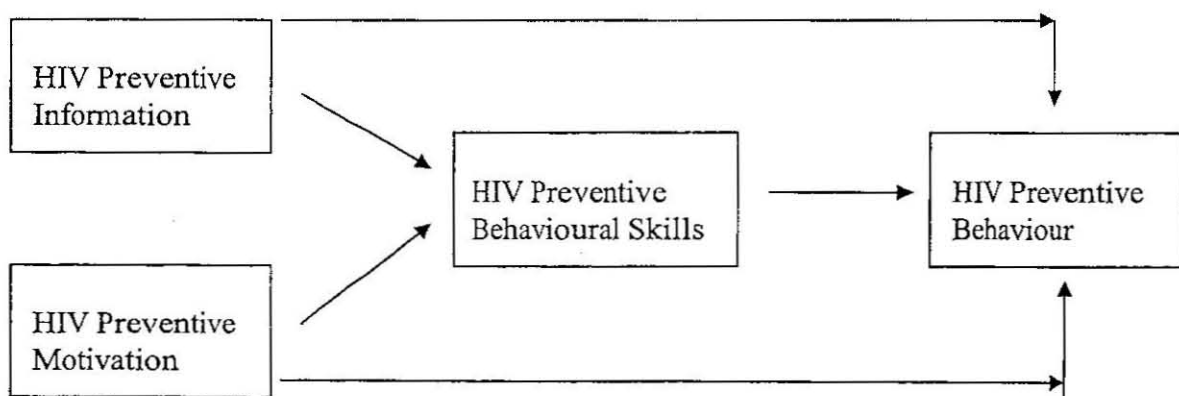 HIV Preventive
Information
HIV Preventive
Behavioural Skills
HIV Preventive
Behaviour
HIV Preventive
Motivation